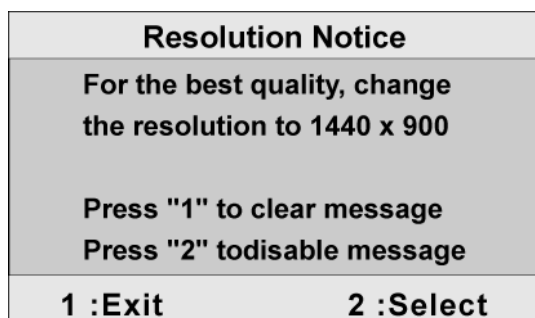 Resolution Notice
For the best quality, change
the resolution to 1440 x 900
Press "1" to clear message
Press "2" todisable message
1 :Exit 2 :Select